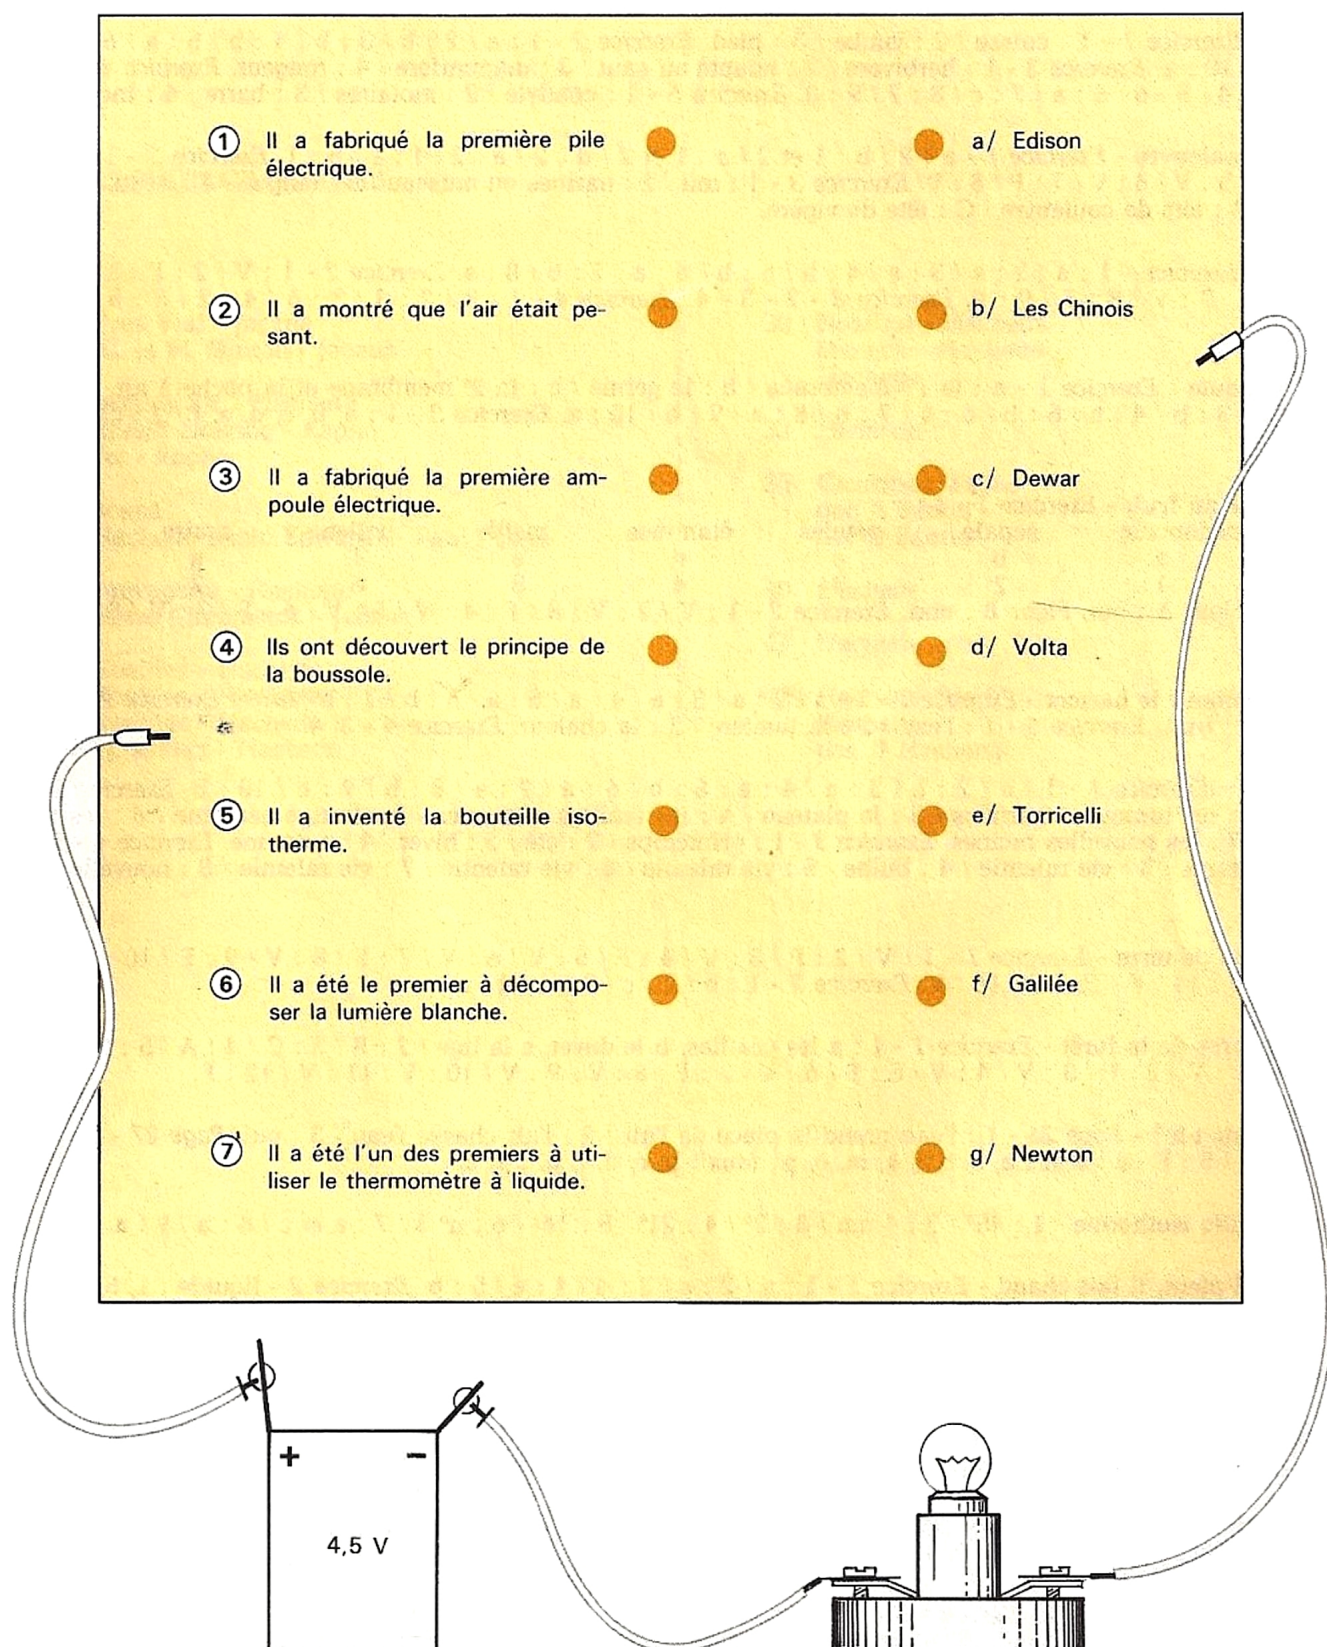 ① Il a fabriqué la première pile
électrique.
a/ Edison
② Il a montré que l'air était pe-
sant.
b/ Les Chinois
③ Il a fabriqué la première am-
poule électrique.
c/ Dewar
④ Ils ont découvert le principe de
la boussole.
d/ Volta
⑤ Il a inventé la bouteille iso-
therme.
e/ Torricelli
⑥ Il a été le premier à décompo-
ser la lumière blanche.
f/ Galilée
⑦ Il a été l'un des premiers à uti-
liser le thermomètre à liquide.
g/ Newton
+ −
4,5 V